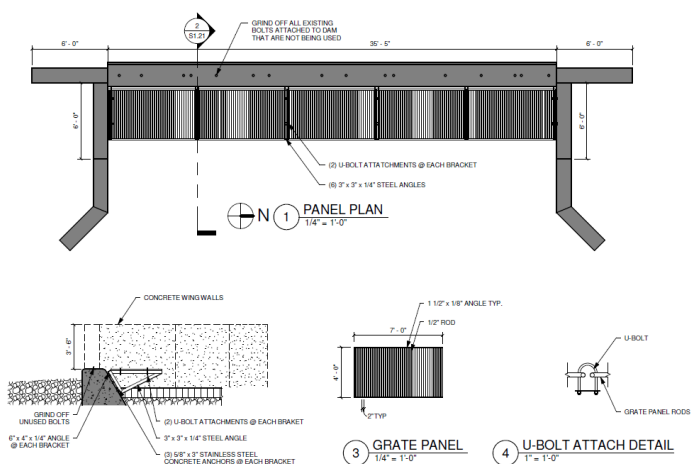 2
S1.21
GRIND OFF ALL EXISTING
BOLTS ATTACHED TO DAM
THAT ARE NOT BEING USED
6' - 0"
35' - 5"
6' - 0"
6' - 0"
6' - 0"
(2) U-BOLT ATTATCHMENTS @ EACH BRACKET
(6) 3" x 3" x 1/4" STEEL ANGLES
N
1
PANEL PLAN
1/4" = 1'-0"
CONCRETE WING WALLS
3' - 6"
GRIND OFF
UNUSED BOLTS
6" x 4" x 1/4" ANGLE
@ EACH BRACKET
(2) U-BOLT ATTACHMENTS @ EACH BRAKET
3" x 3" x 1/4" STEEL ANGLE
(3) 5/8" x 3" STAINLESS STEEL
CONCRETE ANCHORS @ EACH BRACKET
1 1/2" x 1/8" ANGLE TYP.
1/2" ROD
7' - 0"
4' - 0"
2" TYP
3
GRATE PANEL
1/4" = 1'-0"
U-BOLT
GRATE PANEL RODS
4
U-BOLT ATTACH DETAIL
1" = 1'-0"